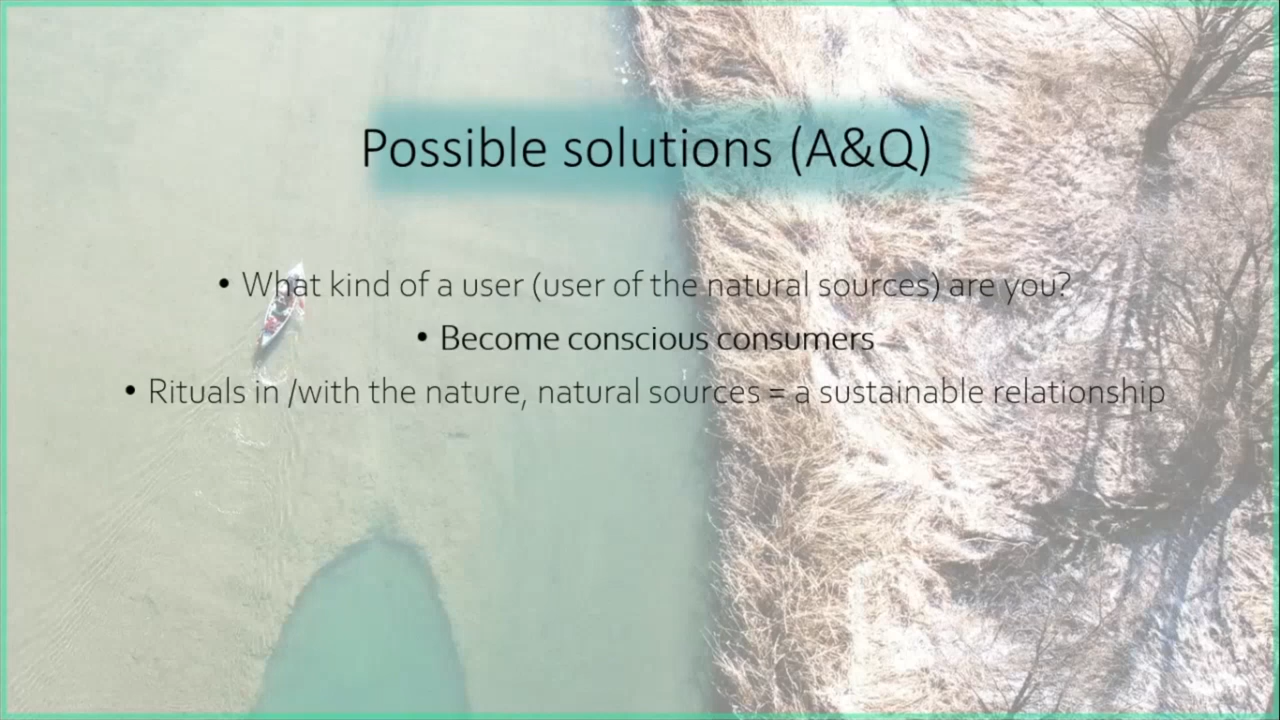 Possible solutions (A&Q)
• What kind of a user (user of the natural sources) are you?
• Become conscious consumers
• Rituals in /with the nature, natural sources = a sustainable relationship